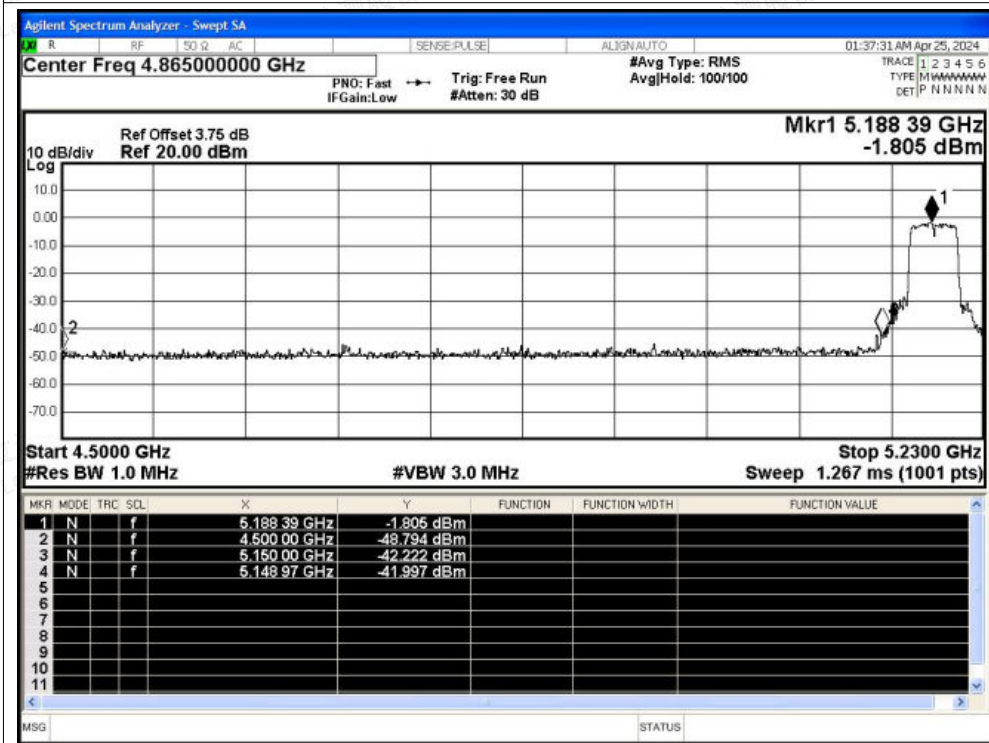 Agilent Spectrum Analyzer - Swept SA
LXI R RF 50 Ω AC SENSE:PULSE ALIGNAUTO 01:37:31 AM Apr 25, 2024
Center Freq 4.865000000 GHz #Avg Type: RMS TRACE 1 2 3 4 5 6
PNO: Fast Trig: Free Run Avg|Hold: 100/100 TYPE M
IFGain:Low #Atten: 30 dB DET P N N N N N
Mkr1 5.188 39 GHz
Ref Offset 3.75 dB
10 dB/div Ref 20.00 dBm -1.805 dBm
Log
10.0
1
0.00
-10.0
-20.0
-30.0
-40.0 2
-50.0
-60.0
-70.0
Start 4.5000 GHz Stop 5.2300 GHz
#Res BW 1.0 MHz #VBW 3.0 MHz Sweep 1.267 ms (1001 pts)
MKR MODE TRC SCL X Y FUNCTION FUNCTION WIDTH FUNCTION VALUE
1 N f 5.188 39 GHz -1.805 dBm
2 N f 4.500 00 GHz -48.794 dBm
3 N f 5.150 00 GHz -42.222 dBm
4 N f 5.148 97 GHz -41.997 dBm
5
6
7
8
9
10
11
MSG STATUS